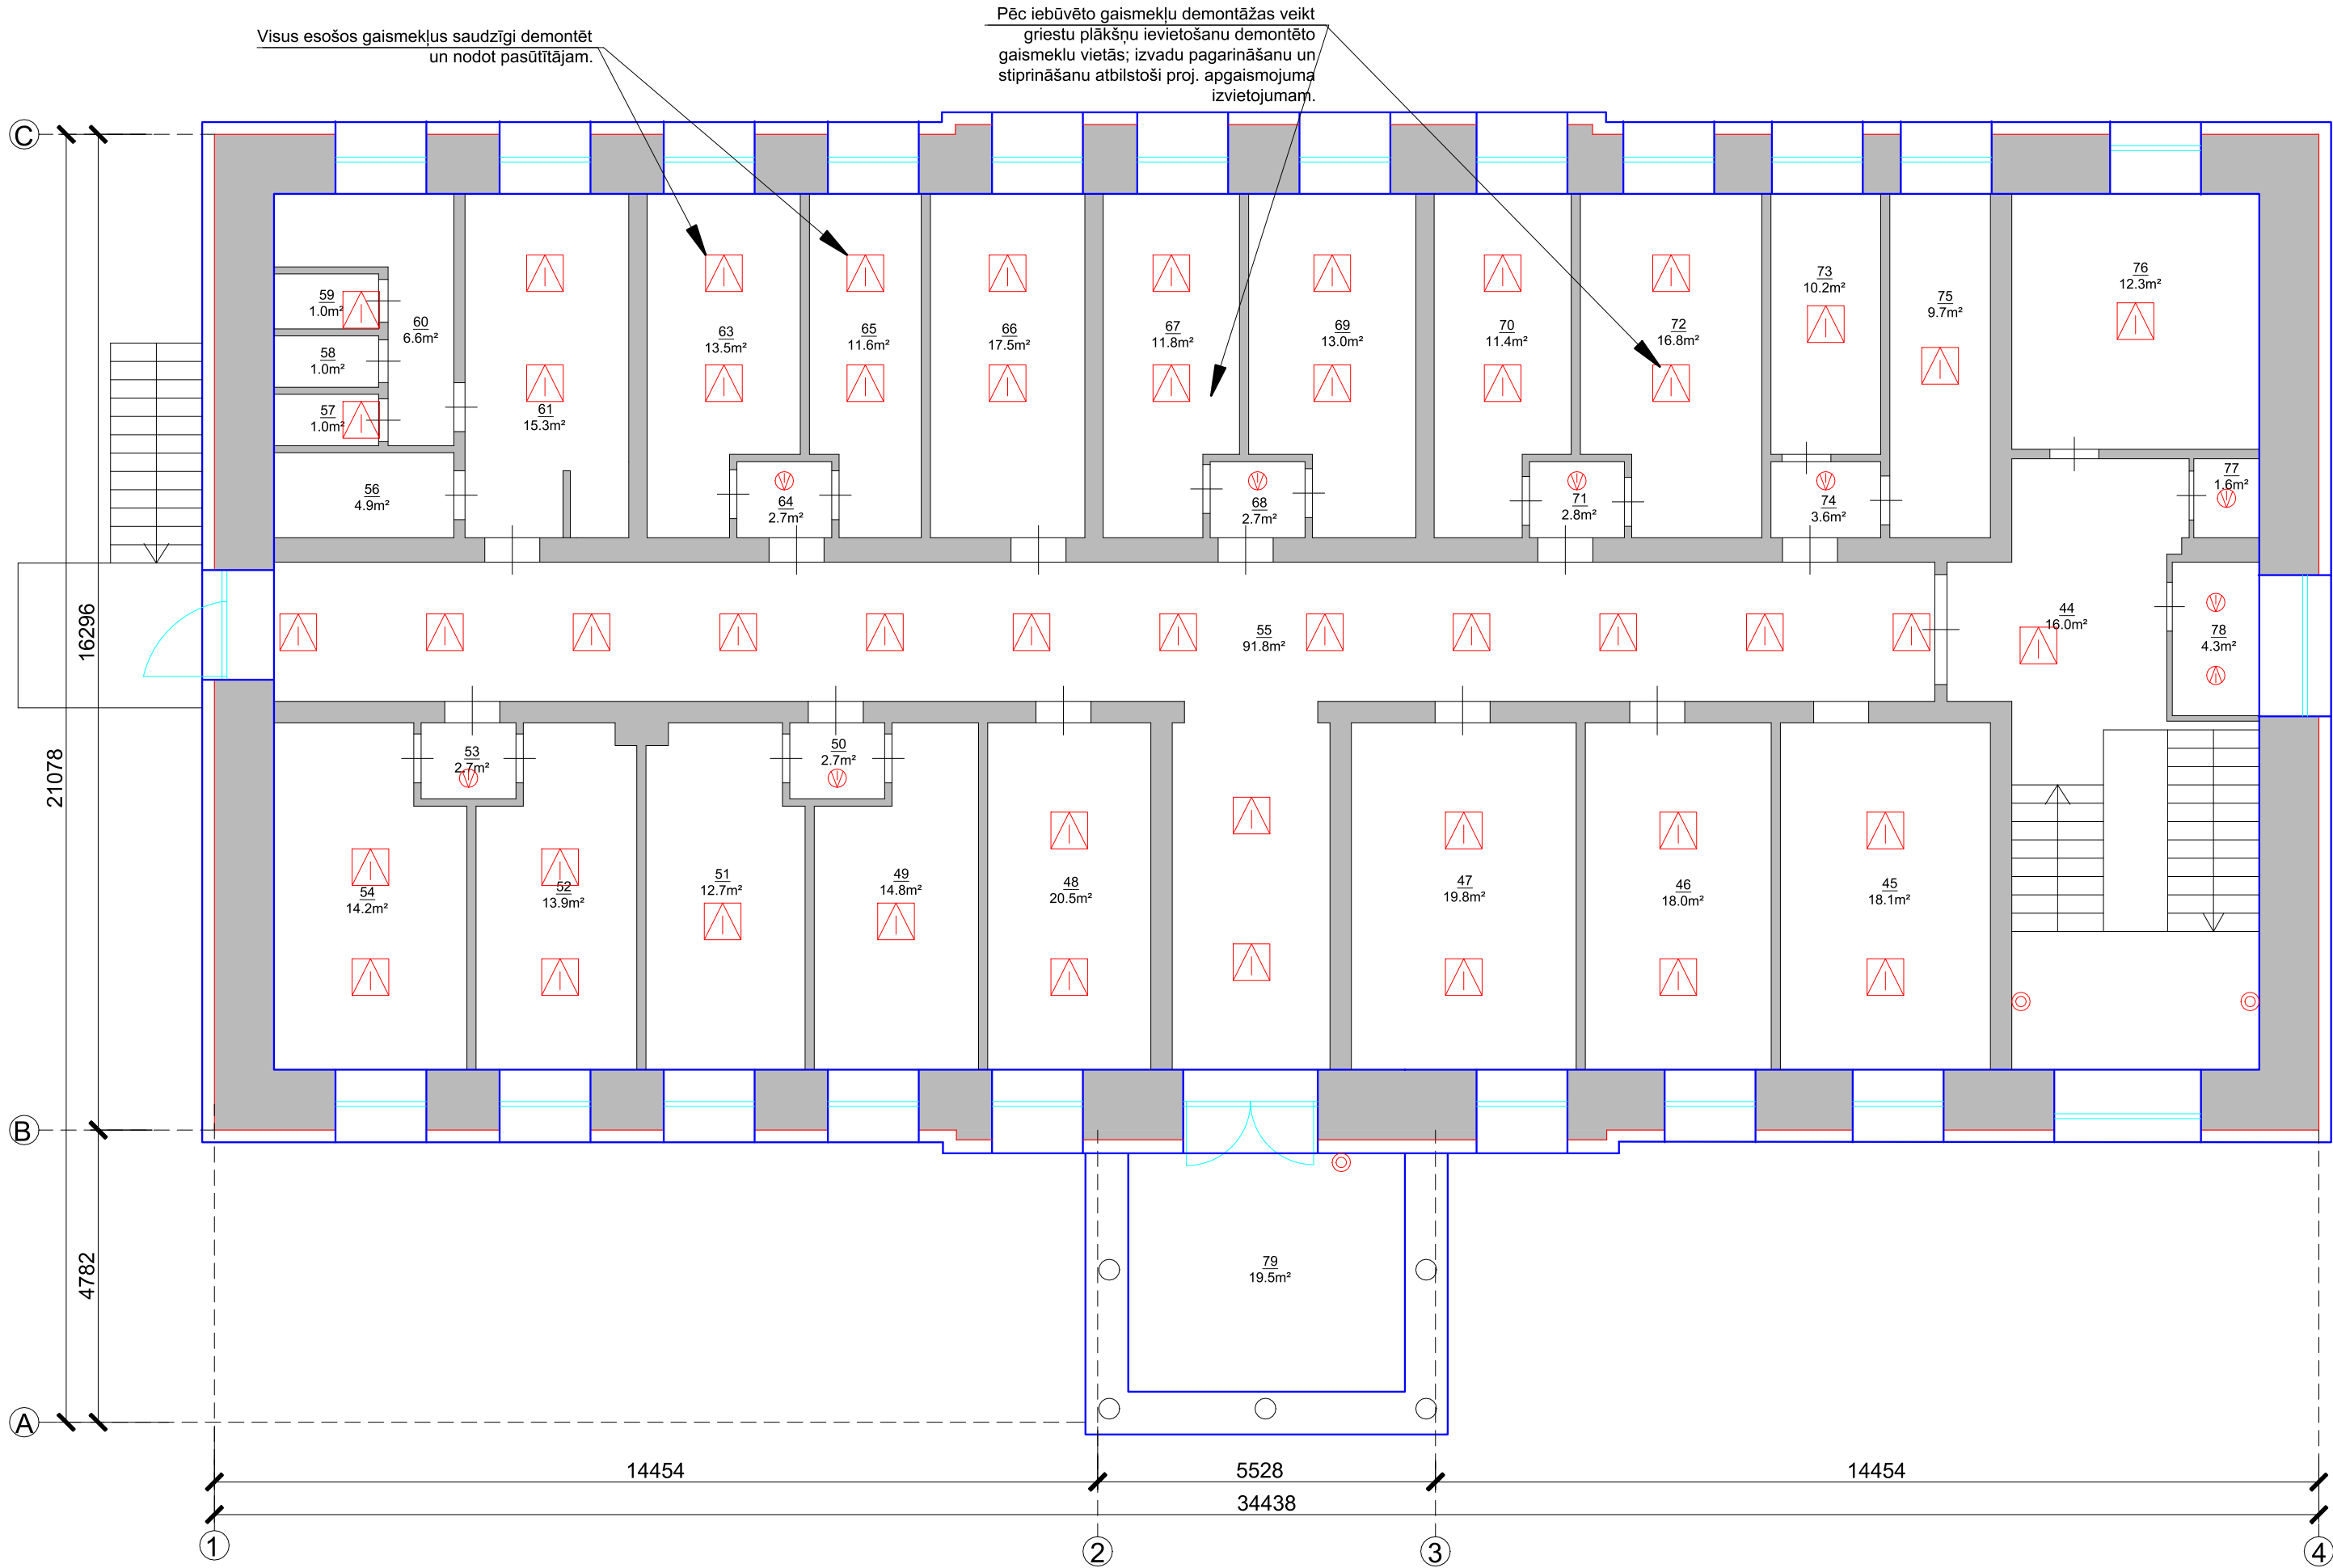 Visus esošos gaismekļus saudzīgi demontēt
un nodot pasūtītājam.
Pēc iebūvēto gaismekļu demontāžas veikt
griestu plākšņu ievietošanu demontēto
gaismeklu vietās; izvadu pagarināšanu un
stiprināšanu atbilstoši proj. apgaismojuma
izvietojumam.
C
59
1.0m²
60
6.6m²
58
1.0m²
57
1.0m²
56
4.9m²
61
15.3m²
63
13.5m²
64
2.7m²
65
11.6m²
66
17.5m²
67
11.8m²
68
2.7m²
69
13.0m²
70
11.4m²
71
2.8m²
72
16.8m²
73
10.2m²
74
3.6m²
75
9.7m²
76
12.3m²
77
1.6m²
16296
55
91.8m²
44
16.0m²
78
4.3m²
21078
53
2.7m²
50
2.7m²
54
14.2m²
52
13.9m²
51
12.7m²
49
14.8m²
48
20.5m²
47
19.8m²
46
18.0m²
45
18.1m²
B
4782
79
19.5m²
A
14454
5528
14454
34438
1
2
3
4